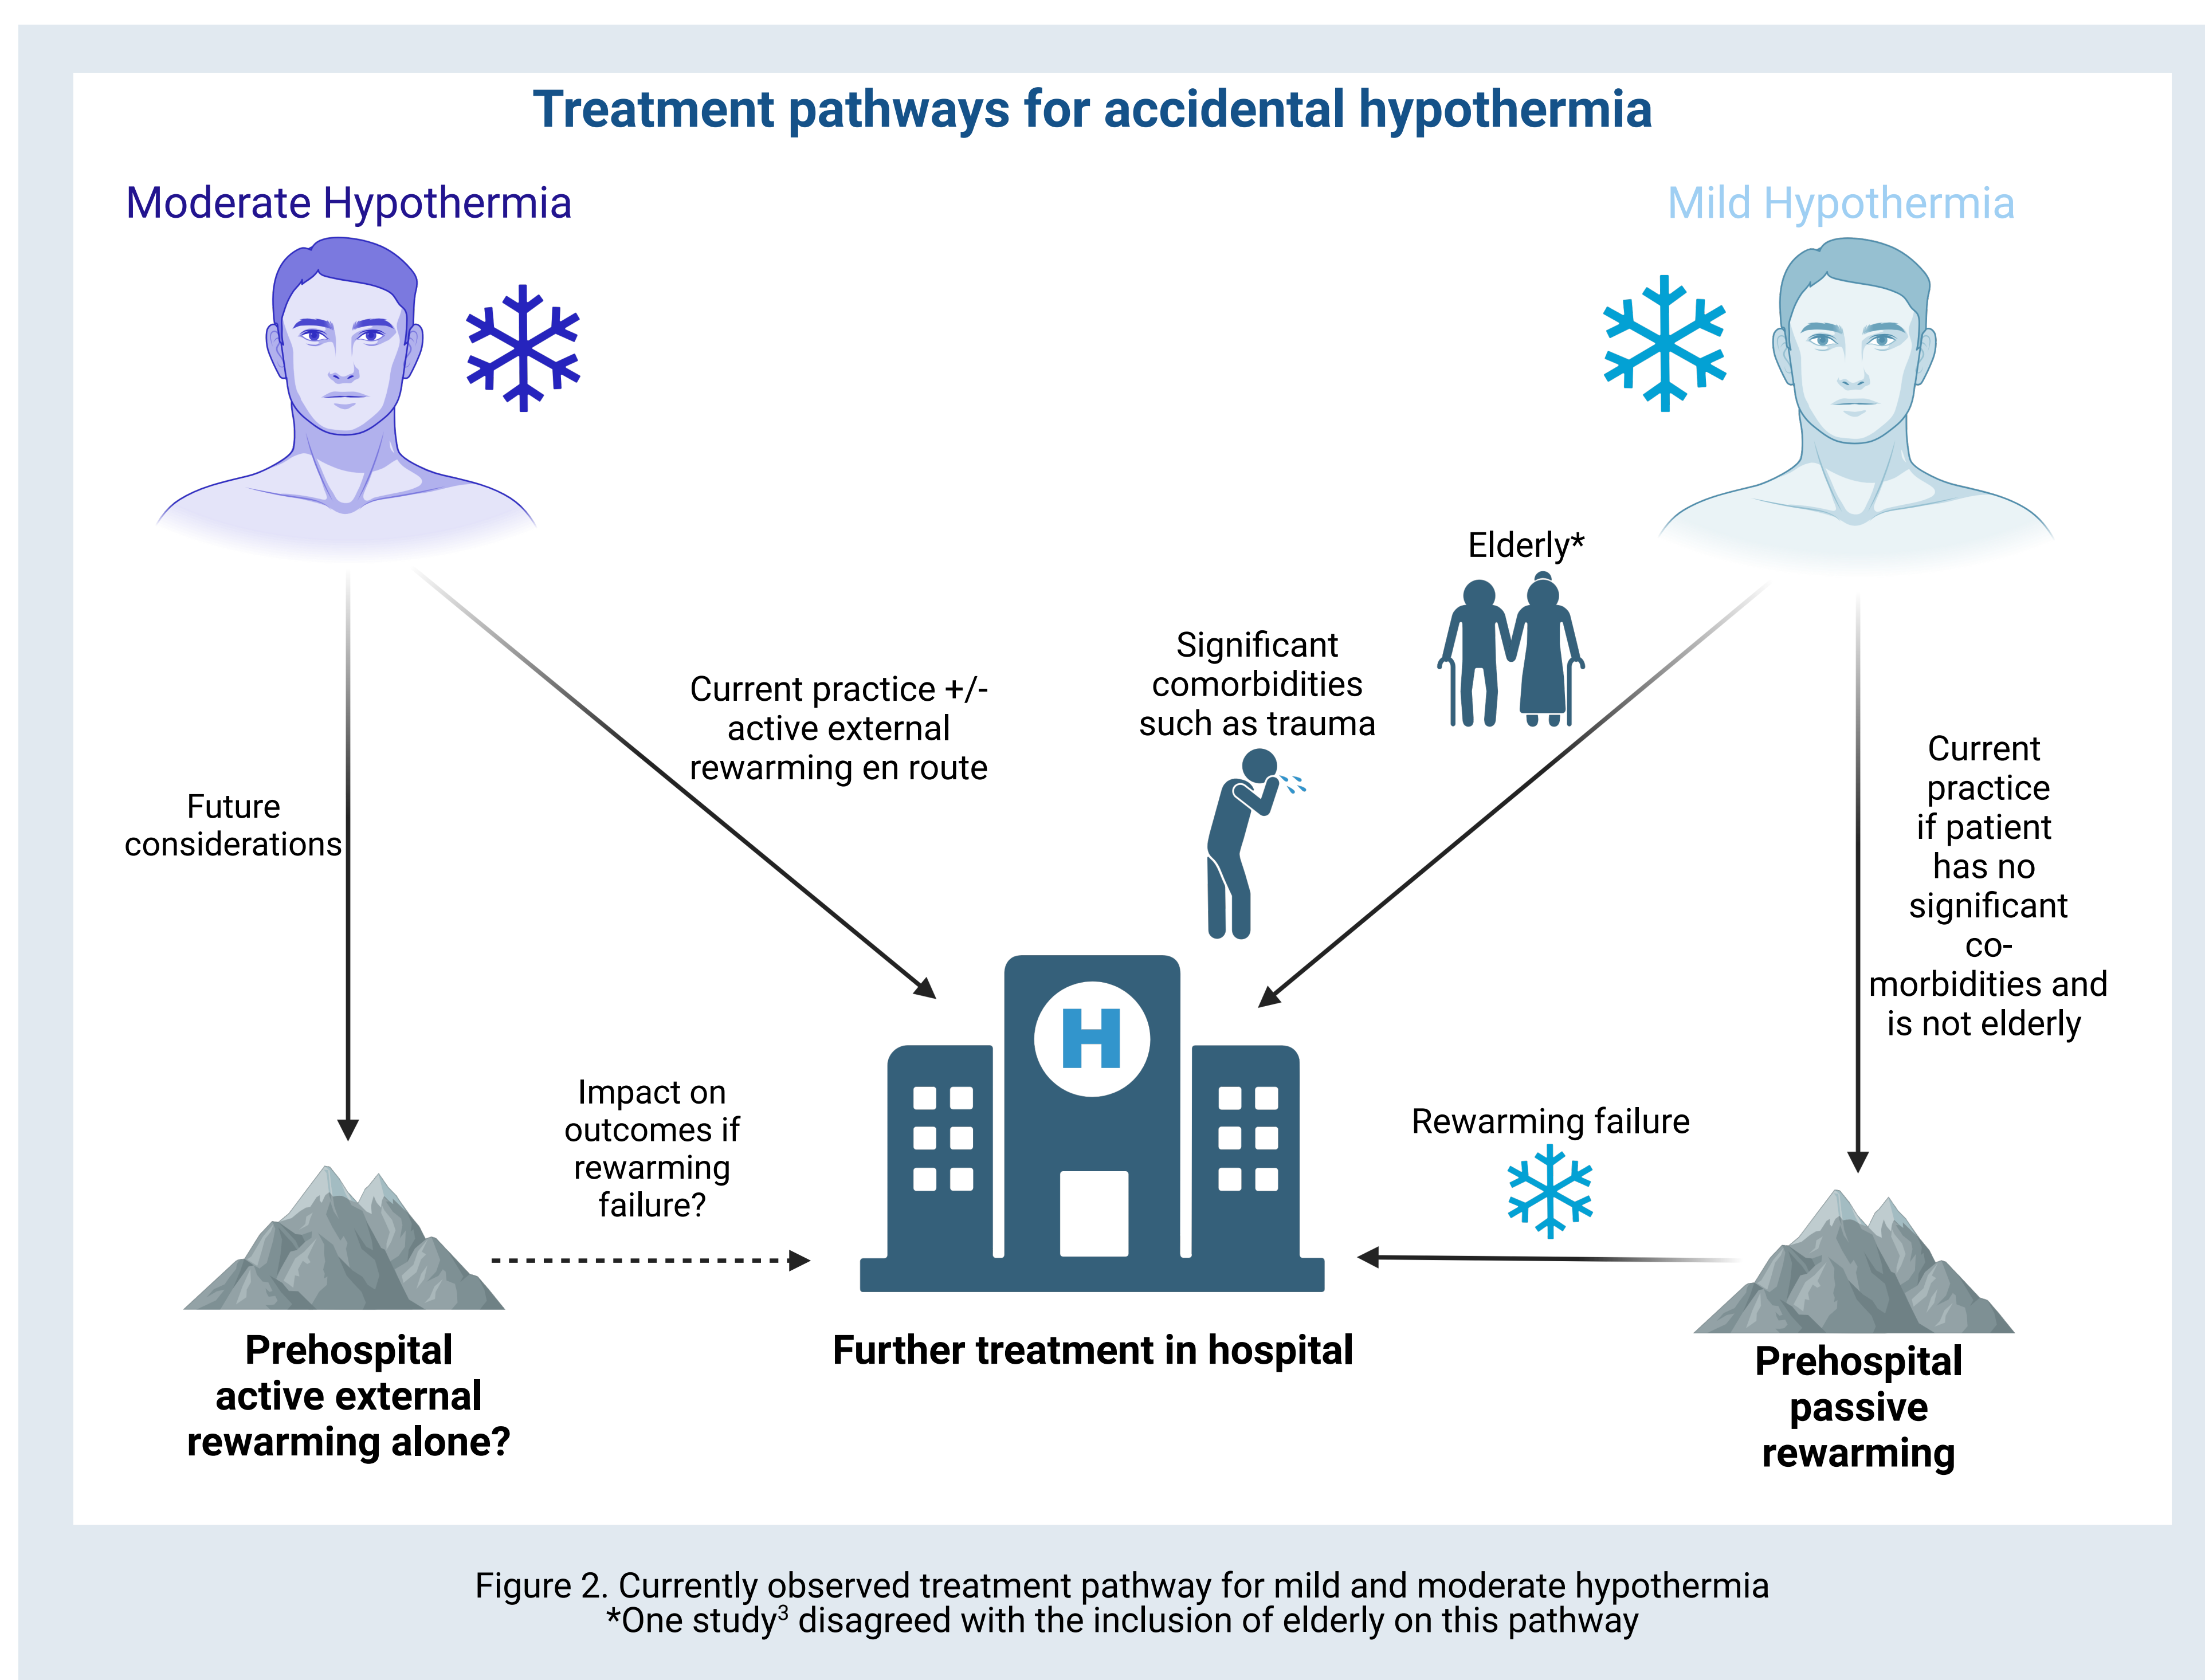 Treatment pathways for accidental hypothermia
Moderate Hypothermia
Mild Hypothermia
Elderly*
Significant
comorbidities
such as trauma
Current practice +/-
active external
rewarming en route
Current
practice
if patient
has no
significant
co-
morbidities and
is not elderly
Future
considerations
Impact on
outcomes if
rewarming
failure?
H
Rewarming failure
Prehospital
active external
rewarming alone?
Further treatment in hospital
Prehospital
passive
rewarming
Figure 2. Currently observed treatment pathway for mild and moderate hypothermia
*One study³ disagreed with the inclusion of elderly on this pathway